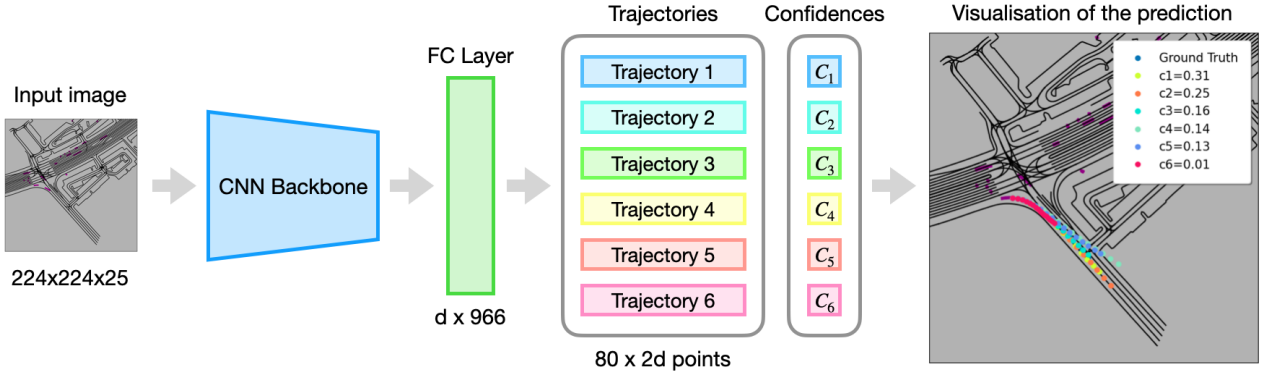 Input image
224x224x25
CNN Backbone
FC Layer
d x 966
Trajectories
Trajectory 1
Trajectory 2
Trajectory 3
Trajectory 4
Trajectory 5
Trajectory 6
80 x 2d points
Confidences
C1
C2
C3
C4
C5
C6
Visualisation of the prediction
Ground Truth
c1=0.31
c2=0.25
c3=0.16
c4=0.14
c5=0.13
c6=0.01